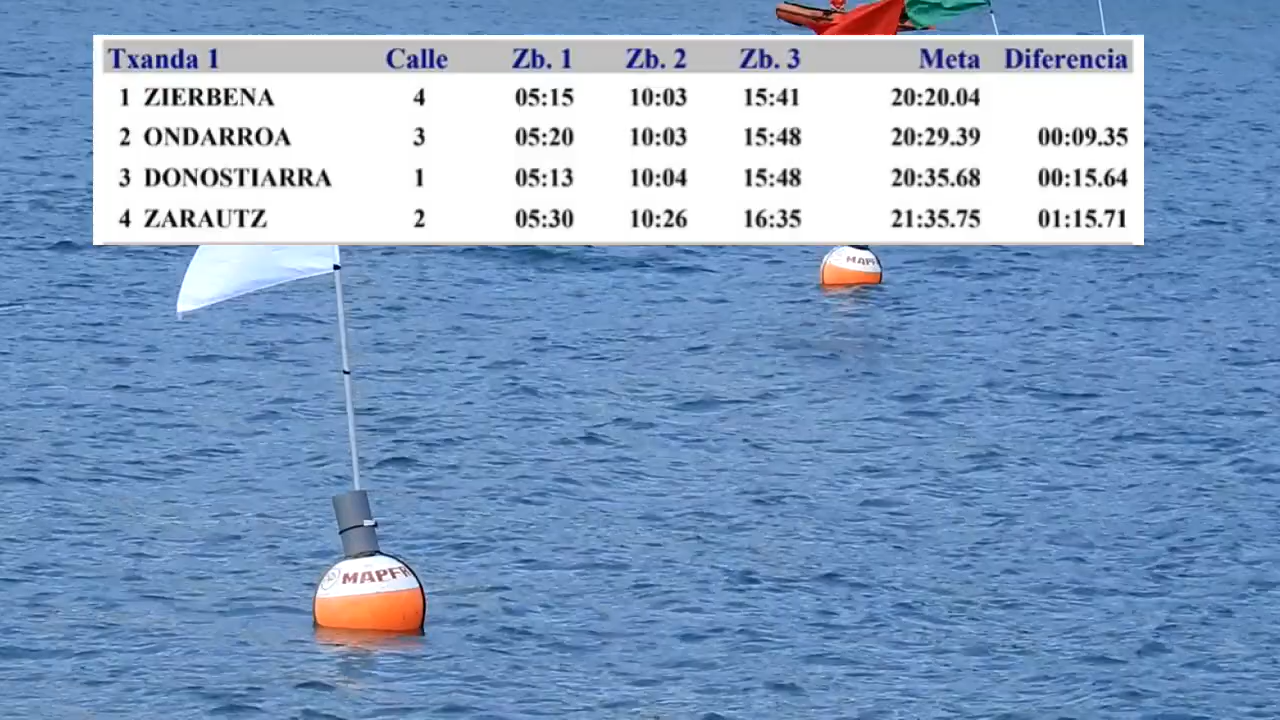 Txanda 1 Calle Zb. 1 Zb. 2 Zb. 3 Meta Diferencia
1 ZIERBENA 4 05:15 10:03 15:41 20:20.04
2 ONDARROA 3 05:20 10:03 15:48 20:29.39 00:09.35
3 DONOSTIARRA 1 05:13 10:04 15:48 20:35.68 00:15.64
4 ZARAUTZ 2 05:30 10:26 16:35 21:35.75 01:15.71
MAPF
MAPFR